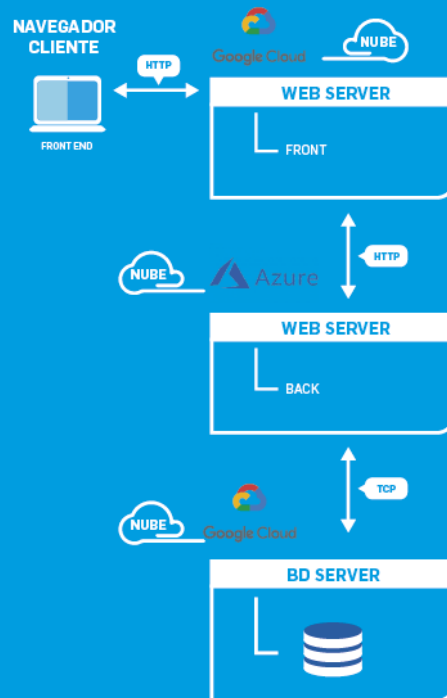 NAVEGADOR
CLIENTE
HTTP
FRONT END
Google Cloud
NUBE
WEB SERVER
FRONT
HTTP
NUBE
Azure
WEB SERVER
BACK
TCP
NUBE
Google Cloud
BD SERVER